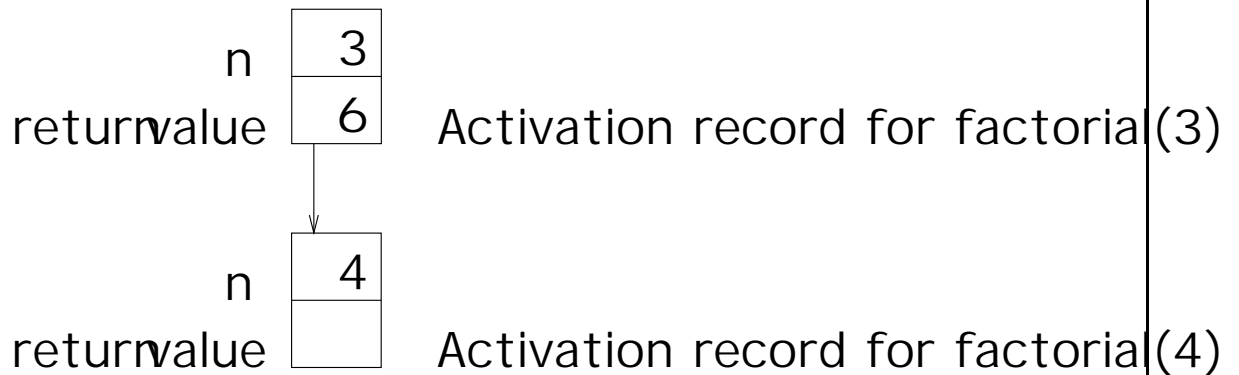 n 3
returnvalue 6 Activation record for factorial(3)
n 4
returnvalue Activation record for factorial(4)